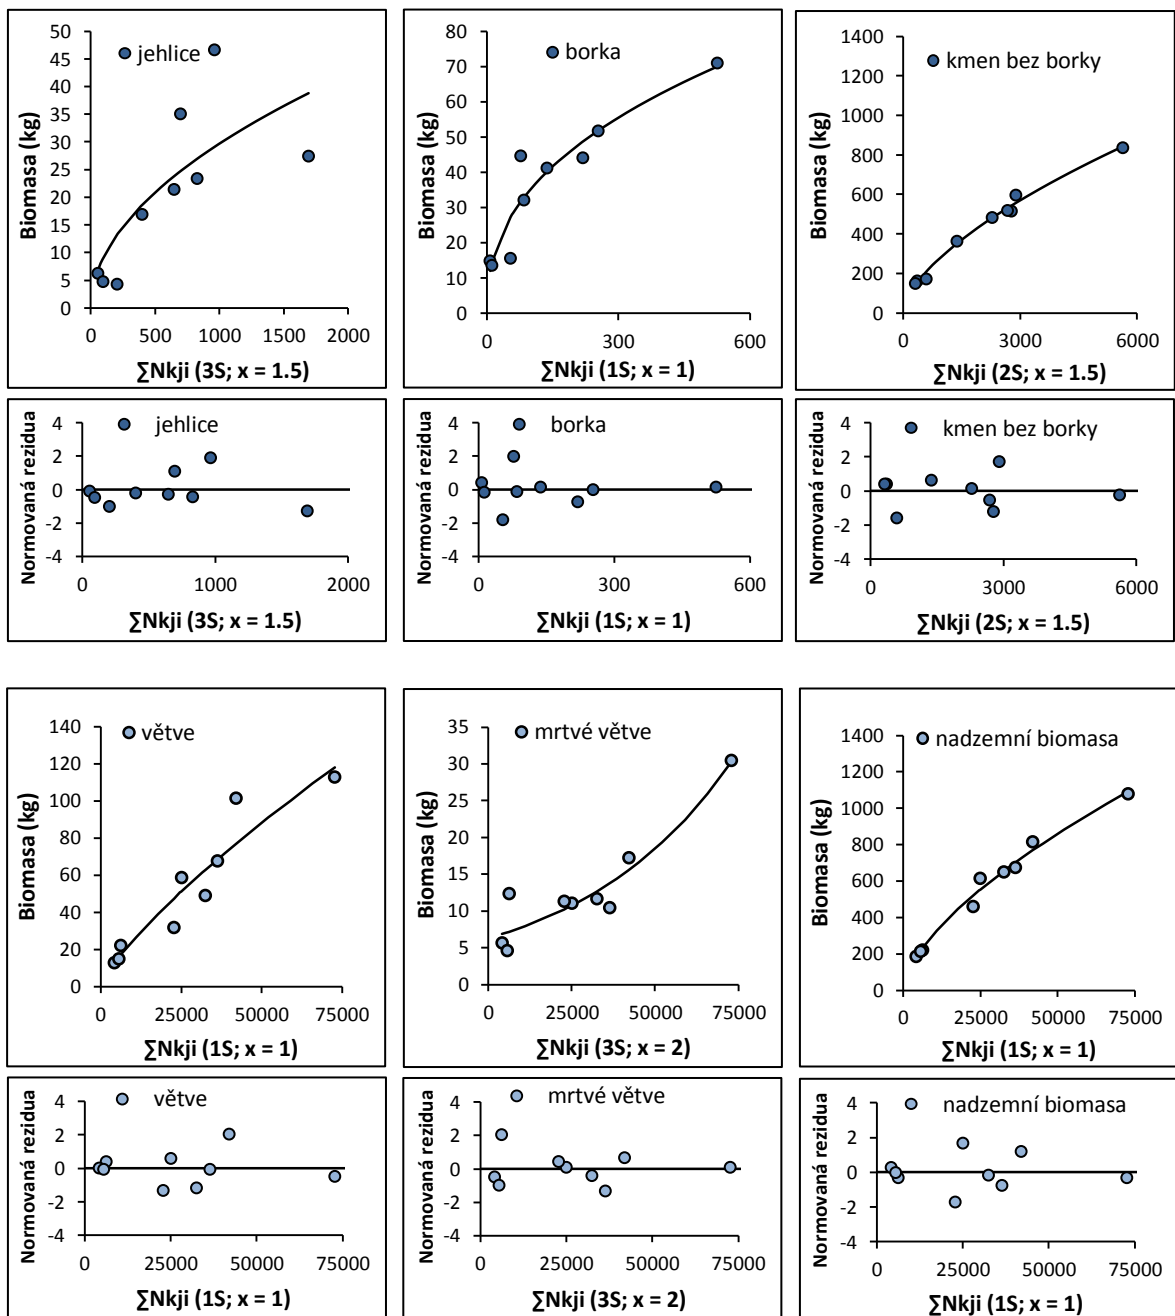 jehlice
50
45
40
35
30
25
20
15
10
5
0
Biomasa (kg)
0 500 1000 1500 2000
∑Nkji (3S; x = 1.5)
borka
80
70
60
50
40
30
20
10
0
Biomasa (kg)
0 300 600
∑Nkji (1S; x = 1)
kmen bez borky
1400
1200
1000
800
600
400
200
0
Biomasa (kg)
0 3000 6000
∑Nkji (2S; x = 1.5)
jehlice
4
2
0
-2
-4
Normovaná rezidua
0 1000 2000
∑Nkji (3S; x = 1.5)
borka
4
2
0
-2
-4
Normovaná rezidua
0 300 600
∑Nkji (1S; x = 1)
kmen bez borky
4
2
0
-2
-4
Normovaná rezidua
0 3000 6000
∑Nkji (2S; x = 1.5)
větve
140
120
100
80
60
40
20
0
Biomasa (kg)
0 25000 50000 75000
∑Nkji (1S; x = 1)
mrtvé větve
35
30
25
20
15
10
5
0
Biomasa (kg)
0 25000 50000 75000
∑Nkji (3S; x = 2)
nadzemní biomasa
1400
1200
1000
800
600
400
200
0
Biomasa (kg)
0 25000 50000 75000
∑Nkji (1S; x = 1)
větve
4
2
0
-2
-4
Normovaná rezidua
0 25000 50000 75000
∑Nkji (1S; x = 1)
mrtvé větve
4
2
0
-2
-4
Normovaná rezidua
0 25000 50000 75000
∑Nkji (3S; x = 2)
nadzemní biomasa
4
2
0
-2
-4
Normovaná rezidua
0 25000 50000 75000
∑Nkji (1S; x = 1)